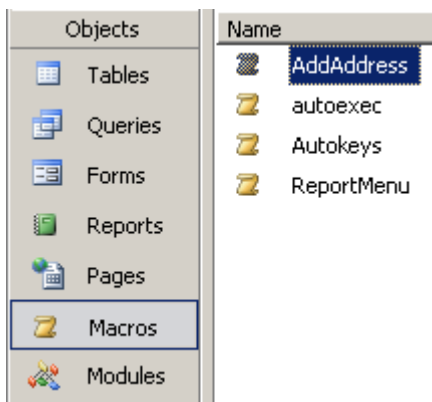 Objects
Tables
Queries
Forms
Reports
Pages
Macros
Modules
Name
AddAddress
autoexec
Autokeys
ReportMenu